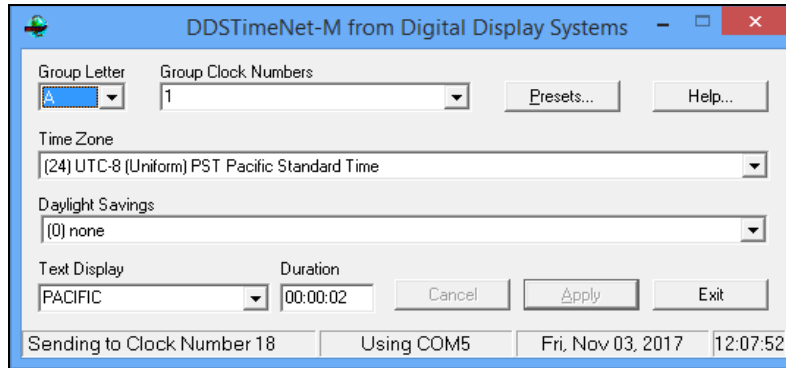 DDSTimeNet-M from Digital Display Systems
Group Letter Group Clock Numbers
A 1 Presets... Help...
Time Zone
(24) UTC-8 (Uniform) PST Pacific Standard Time
Daylight Savings
(0) none
Text Display Duration
PACIFIC 00:00:02 Cancel Apply Exit
Sending to Clock Number 18 Using COM5 Fri, Nov 03, 2017 12:07:52